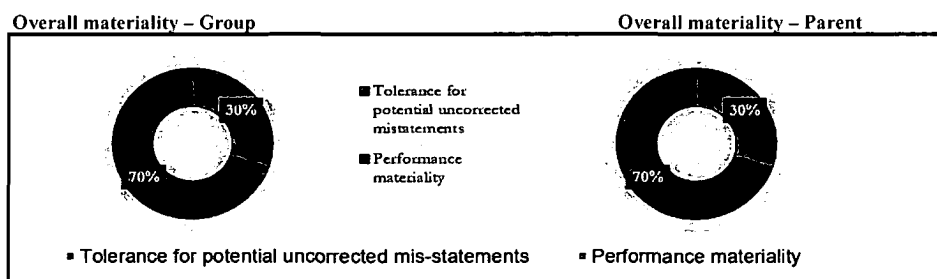 Overall materiality – Group
Overall materiality – Parent
30%
70%
Tolerance for
potential uncorrected
mistatements
Performance
materiality
30%
70%
Tolerance for potential uncorrected mis-statements
Performance materiality